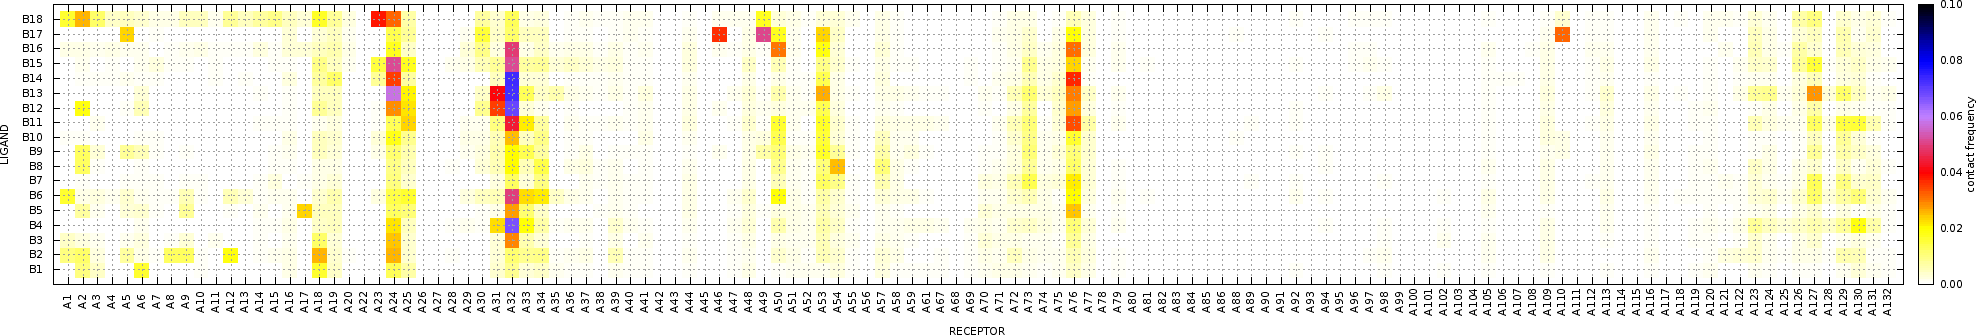 B18
B17
B16
B15
B14
B13
B12
B11
B10
B9
B8
B7
B6
B5
B4
B3
B2
B1
LIGAND
A1 A2 A3 A4 A5 A6 A7 A8 A9 A10 A11 A12 A13 A14 A15 A16 A17 A18 A19 A20 A22 A23 A24 A25 A26 A27 A28 A29 A30 A31 A32 A33 A34 A35 A36 A37 A38 A39 A40 A41 A42 A43 A44 A45 A46 A47 A48 A49 A50 A51 A52 A53 A54 A55 A56 A57 A58 A59 A61 A67 A68 A69 A70 A71 A72 A73 A74 A75 A76 A77 A78 A79 A80 A81 A82 A83 A84 A85 A87 A88 A89 A90 A91 A92 A93 A94 A95 A96 A97 A98 A99 A100 A101 A102 A103 A104 A105 A106 A107 A108 A109 A110 A111 A112 A113 A114 A115 A116 A117 A118 A119 A120 A121 A122 A123 A124 A125 A126 A127 A128 A129 A130 A131 A132
RECEPTOR
0.10
0.08
0.06
0.04
0.02
0.00
contact frequency